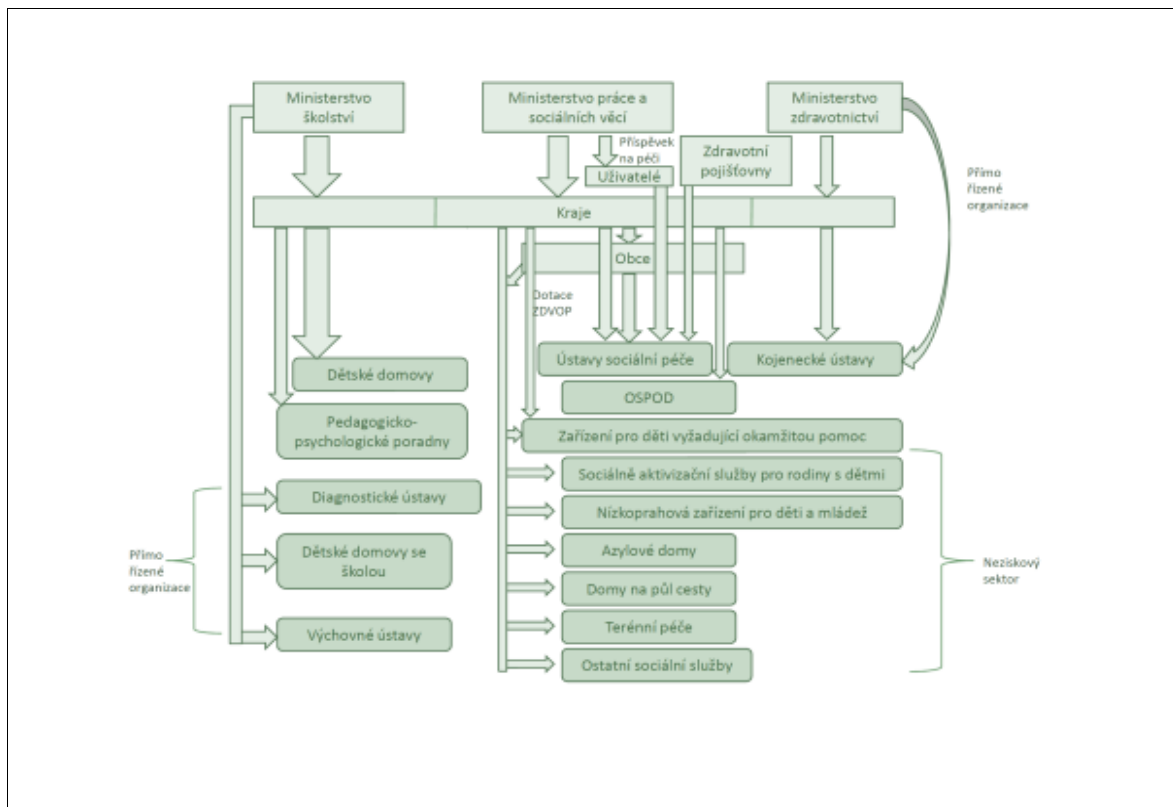 Ministerstvo
školství
Ministerstvo práce a
sociálních věcí
Ministerstvo
zdravotnictví
Příspěvek
na péči
Uživatelé
Zdravotní
pojišťovny
Přímo
řízené
organizace
Kraje
Obce
Dotace
ZDVOP
Ústavy sociální péče
Kojenecké ústavy
Dětské domovy
OSPOD
Pedagogicko-
psychologické poradny
Zařízení pro děti vyžadující okamžitou pomoc
Sociálně aktivizační služby pro rodiny s dětmi
Diagnostické ústavy
Nízkoprahová zařízení pro děti a mládež
Přímo
řízené
organizace
Dětské domovy se
školou
Azylové domy
Neziskový
sektor
Domy na půl cesty
Výchovné ústavy
Terénní péče
Ostatní sociální služby